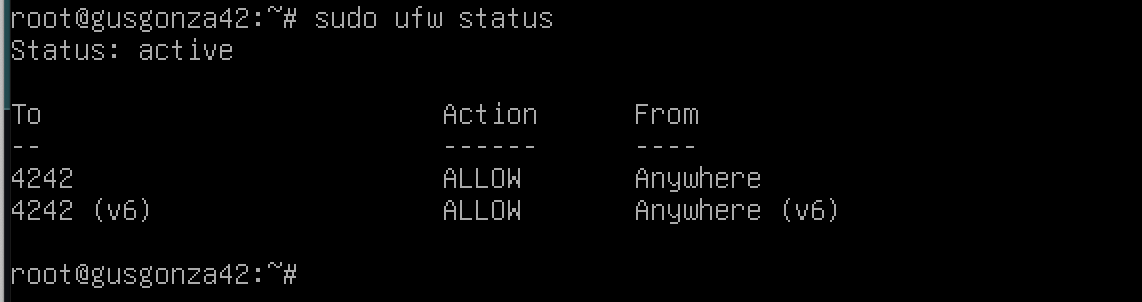 root@gusgonza42:~# sudo ufw status
Status: active
To Action From
-- ------ ----
4242 ALLOW Anywhere
4242 (v6) ALLOW Anywhere (v6)
root@gusgonza42:~#